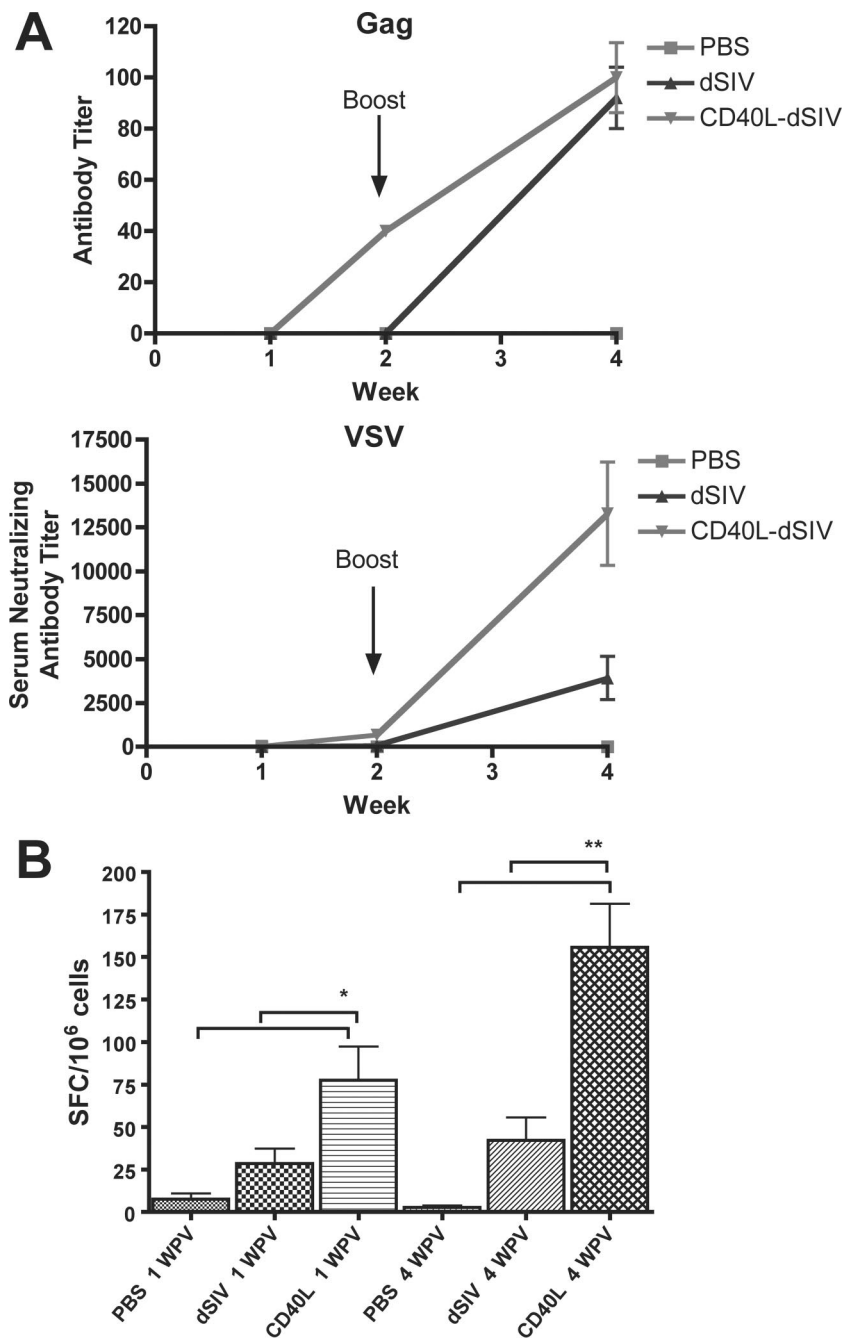 A
Gag
Antibody Titer
120
100
80
60
40
20
0
Boost
PBS
dSIV
CD40L-dSIV
0 1 2 3 4
Week
VSV
Serum Neutralizing
Antibody Titer
17500
15000
12500
10000
7500
5000
2500
0
Boost
PBS
dSIV
CD40L-dSIV
0 1 2 3 4
Week
B
SFC/10⁶ cells
200
175
150
125
100
75
50
25
0
*
**
PBS 1 WPV
dSIV 1 WPV
CD40L 1 WPV
PBS 4 WPV
dSIV 4 WPV
CD40L 4 WPV